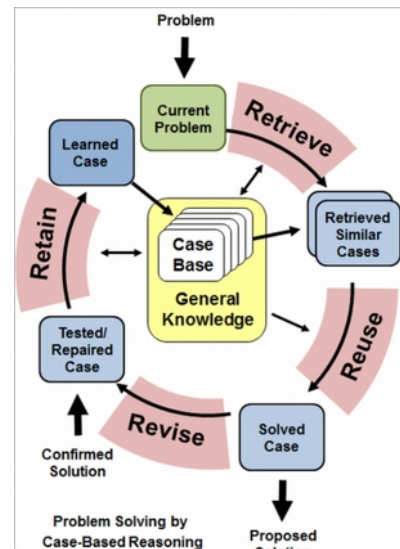 Problem
Current
Problem
Retrieve
Learned
Case
Retrieved
Similar
Cases
Case
Base
General
Knowledge
Retain
Reuse
Tested/
Repaired
Case
Solved
Case
Revise
Confirmed
Solution
Problem Solving by
Case-Based Reasoning
Proposed